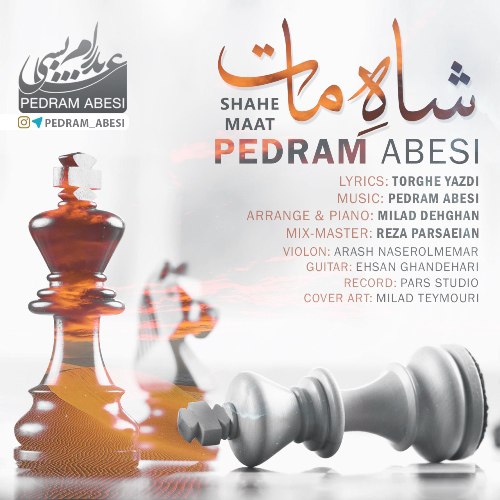 پدرام عبسی
PEDRAM ABESI
PEDRAM_ABESI
شاهِ مات
SHAHE
MAAT
PEDRAM ABESI
LYRICS: TORGHE YAZDI
MUSIC: PEDRAM ABESI
ARRANGE & PIANO: MILAD DEHGHAN
MIX-MASTER: REZA PARSAEIAN
VIOLON: ARASH NASEROLMEMAR
GUITAR: EHSAN GHANDEHARI
RECORD: PARS STUDIO
COVER ART: MILAD TEYMOURI